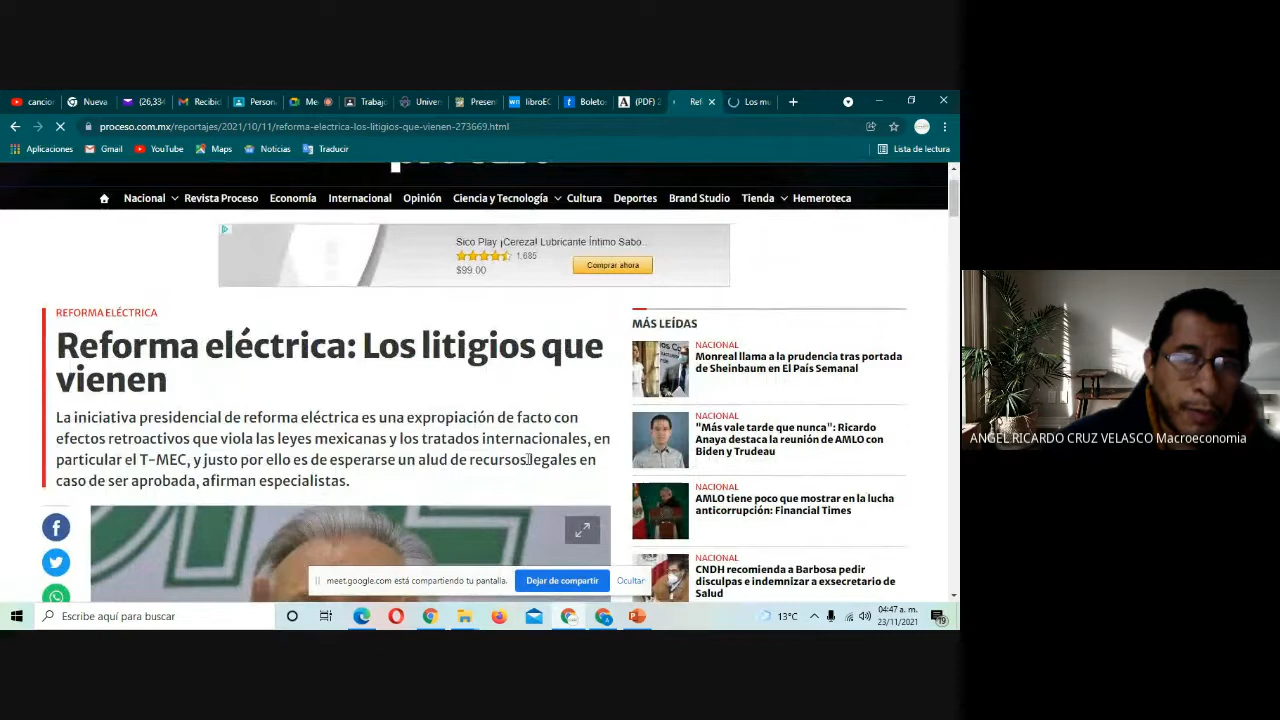 cancion
Nueva
(26,334
Recibid
Person
Me
Trabajo
Univer
Presen
libroEC
Boleto
(PDF) 2
Ref
Los mu
proceso.com.mx/reportajes/2021/10/11/reforma-electrica-los-litigios-que-vienen-273669.html
Aplicaciones
Gmail
YouTube
Maps
Noticias
Traducir
Lista de lectura
Nacional
Revista Proceso
Economía
Internacional
Opinión
Ciencia y Tecnología
Cultura
Deportes
Brand Studio
Tienda
Hemeroteca
Sico Play ¡Cereza! Lubricante Íntimo Sabo...
1,685
$99.00
Comprar ahora
REFORMA ELÉCTRICA
Reforma eléctrica: Los litigios que
vienen
La iniciativa presidencial de reforma eléctrica es una expropiación de facto con
efectos retroactivos que viola las leyes mexicanas y los tratados internacionales, en
particular el T-MEC, y justo por ello es de esperarse un alud de recursos legales en
caso de ser aprobada, afirman especialistas.
MÁS LEÍDAS
NACIONAL
Monreal llama a la prudencia tras portada
de Sheinbaum en El País Semanal
NACIONAL
"Más vale tarde que nunca": Ricardo
Anaya destaca la reunión de AMLO con
Biden y Trudeau
NACIONAL
AMLO tiene poco que mostrar en la lucha
anticorrupción: Financial Times
NACIONAL
CNDH recomienda a Barbosa pedir
disculpas e indemnizar a exsecretario de
Salud
meet.google.com está compartiendo tu pantalla.
Dejar de compartir
Ocultar
Escribe aquí para buscar
13°C
04:47 a. m.
23/11/2021
19
ANGEL RICARDO CRUZ VELASCO Macroeconomia